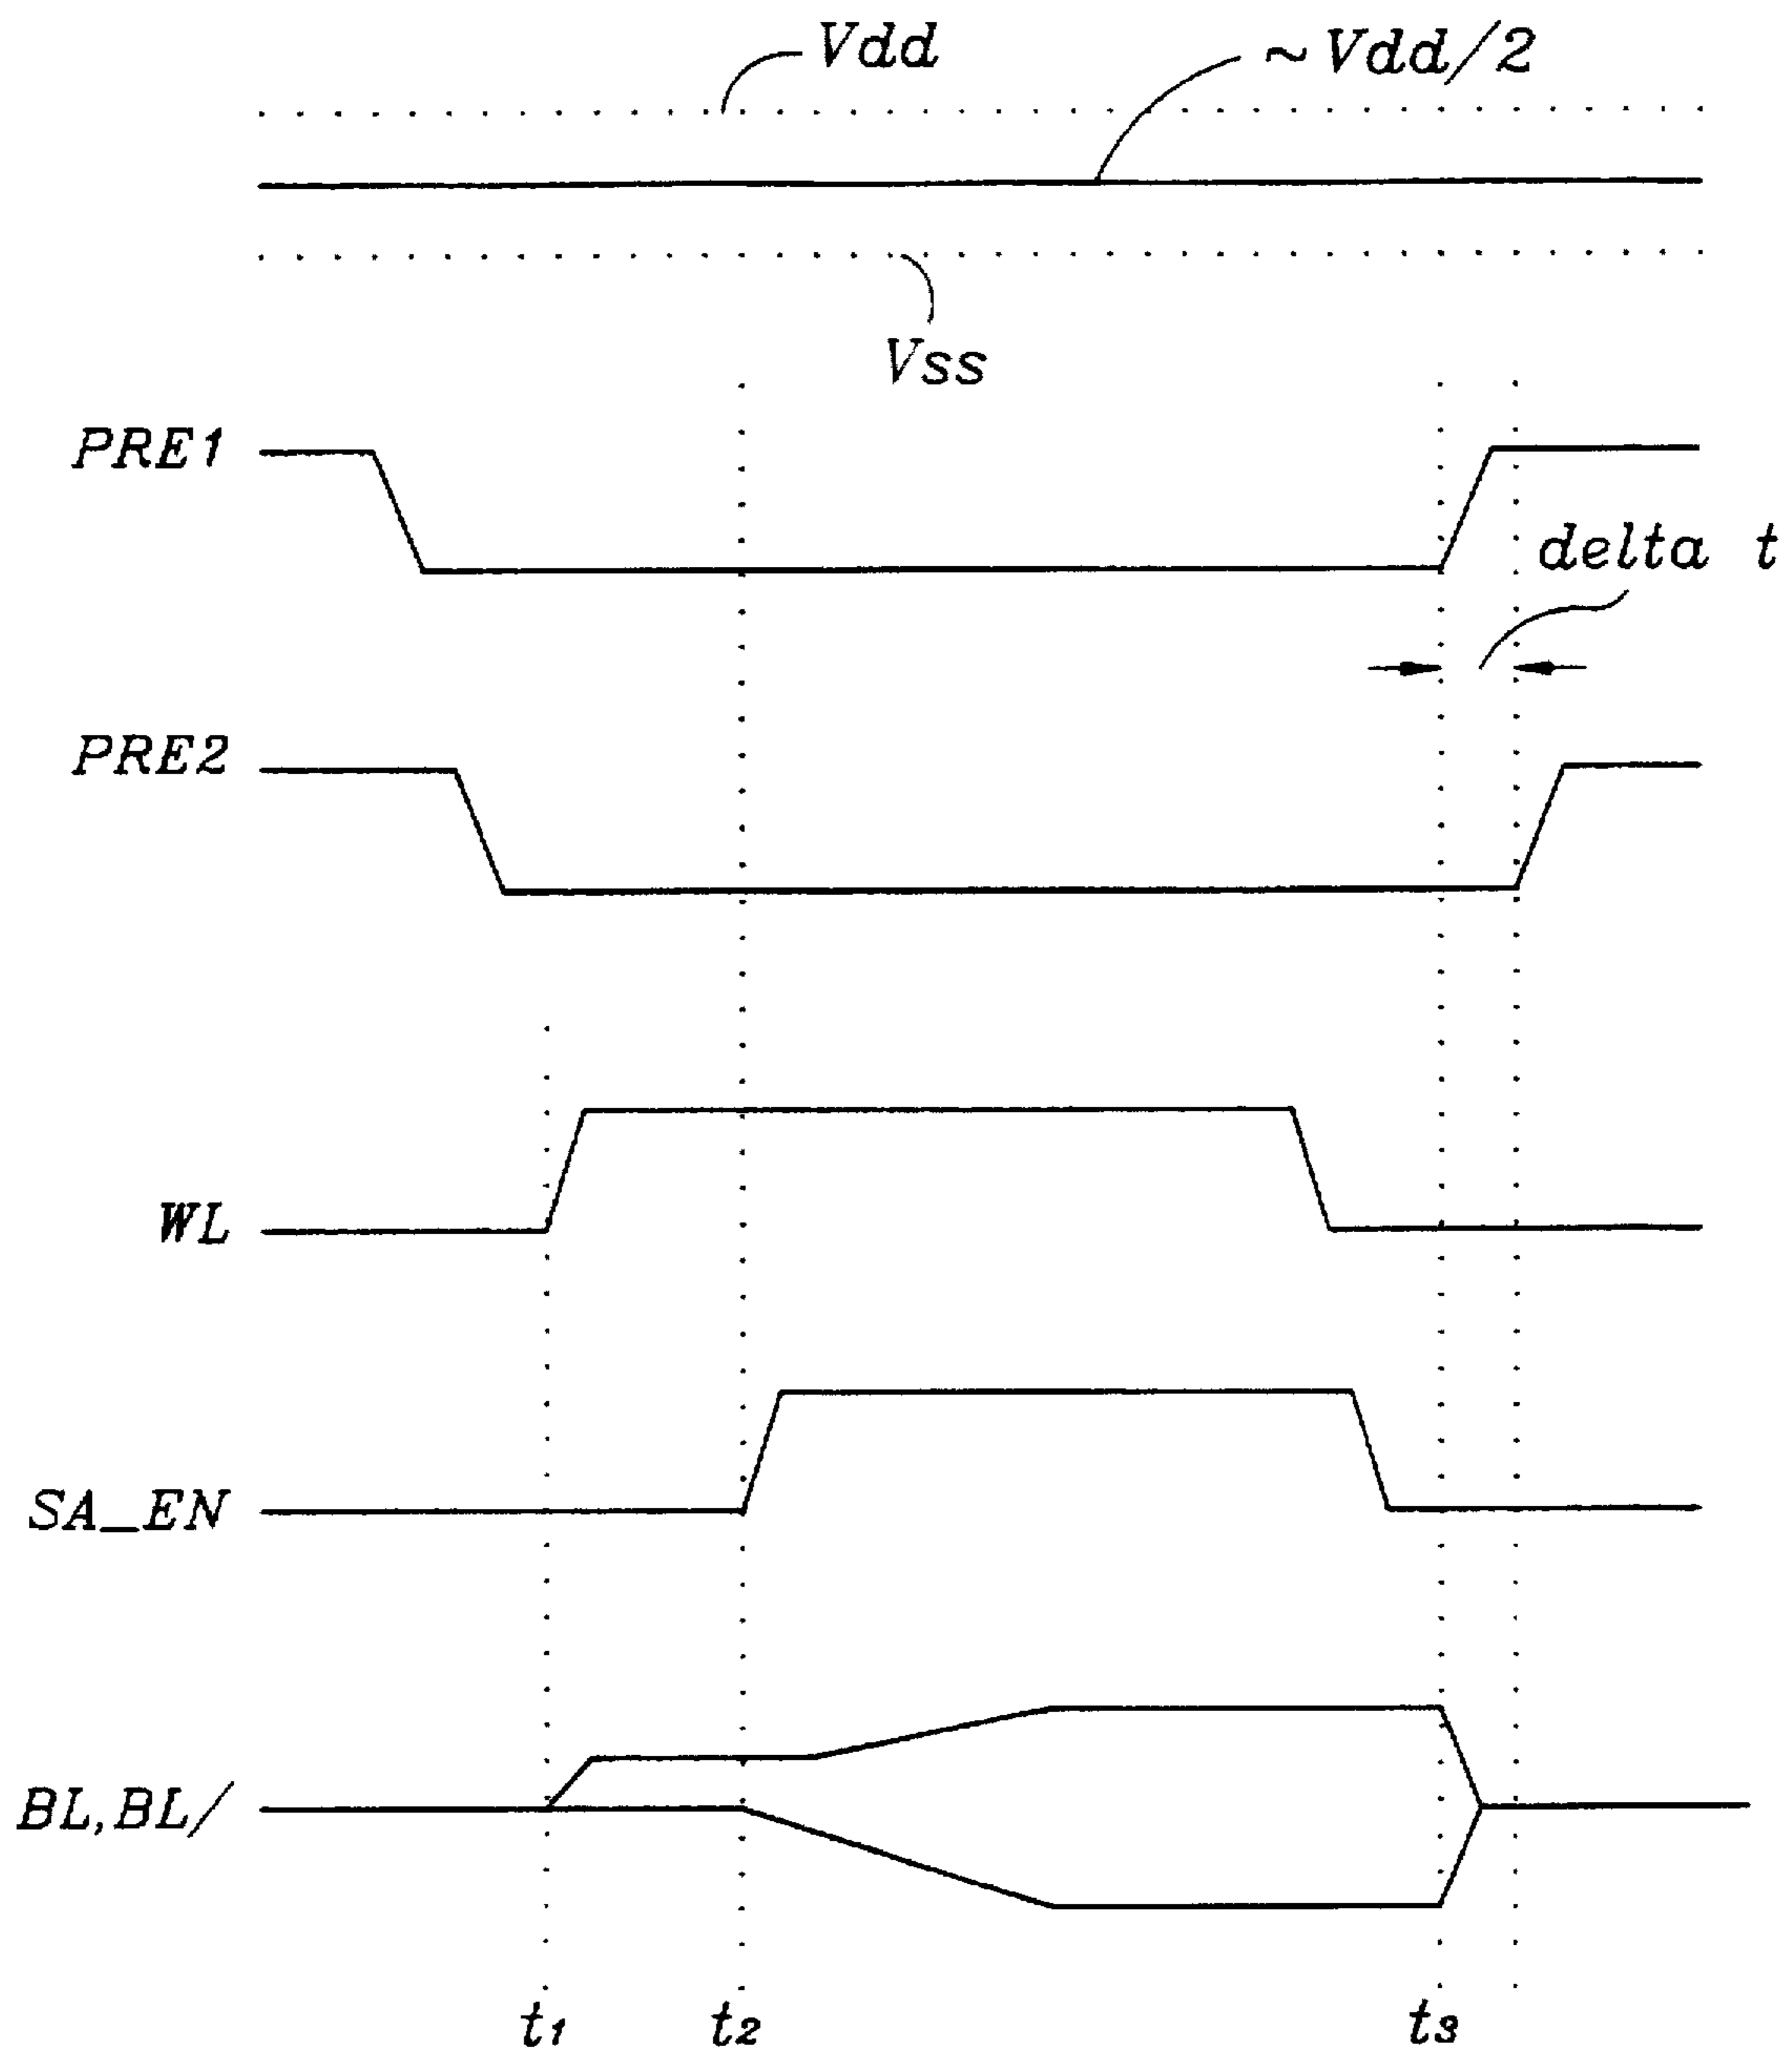 Vdd
~Vdd/2
Vss
PRE1
delta t
PRE2
WL
SA_EN
BL,BL/
t1
t2
t3